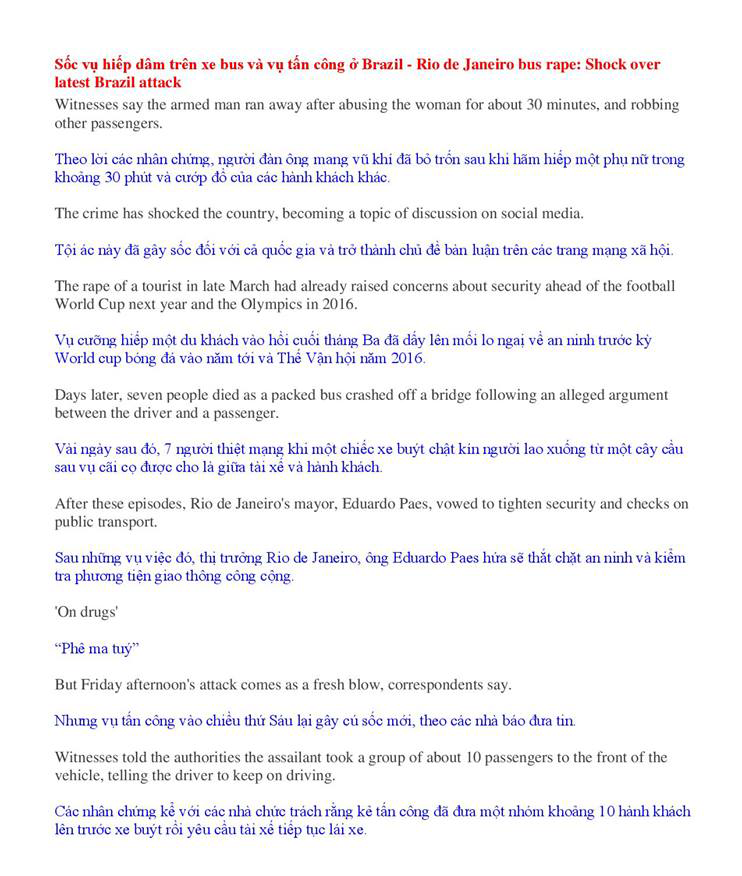 Sốc vụ hiếp dâm trên xe bus và vụ tấn công ở Brazil - Rio de Janeiro bus rape: Shock over
latest Brazil attack
Witnesses say the armed man ran away after abusing the woman for about 30 minutes, and robbing
other passengers.
Theo lời các nhân chứng, người đàn ông mang vũ khí đã bỏ trốn sau khi hãm hiếp một phụ nữ trong
khoảng 30 phút và cướp đồ của các hành khách khác.
The crime has shocked the country, becoming a topic of discussion on social media.
Tội ác này đã gây sốc đối với cả quốc gia và trở thành chủ đề bàn luận trên các trang mạng xã hội.
The rape of a tourist in late March had already raised concerns about security ahead of the football
World Cup next year and the Olympics in 2016.
Vụ cưỡng hiếp một du khách vào hồi cuối tháng Ba đã dấy lên mối lo ngaị về an ninh trước kỳ
World cup bóng đá vào năm tới và Thế Vận hội năm 2016.
Days later, seven people died as a packed bus crashed off a bridge following an alleged argument
between the driver and a passenger.
Vài ngày sau đó, 7 người thiệt mạng khi một chiếc xe buýt chật kín người lao xuống từ một cây cầu
sau vụ cãi cọ được cho là giữa tài xế và hành khách.
After these episodes, Rio de Janeiro's mayor, Eduardo Paes, vowed to tighten security and checks on
public transport.
Sau những vụ việc đó, thị trưởng Rio de Janeiro, ông Eduardo Paes hứa sẽ thắt chặt an ninh và kiểm
tra phương tiện giao thông công cộng.
'On drugs'
“Phê ma tuý”
But Friday afternoon's attack comes as a fresh blow, correspondents say.
Nhưng vụ tấn công vào chiều thứ Sáu lại gây cú sốc mới, theo các nhà báo đưa tin.
Witnesses told the authorities the assailant took a group of about 10 passengers to the front of the
vehicle, telling the driver to keep on driving.
Các nhân chứng kể với các nhà chức trách rằng kẻ tấn công đã đưa một nhóm khoảng 10 hành khách
lên trước xe buýt rồi yêu cầu tài xế tiếp tục lái xe.